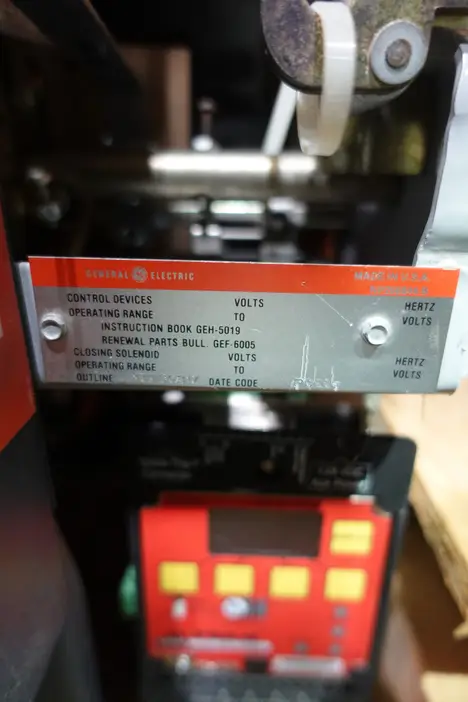 GENERAL GE ELECTRIC MADE IN U.S.A.
CONTROL DEVICES VOLTS HERTZ
OPERATING RANGE TO VOLTS
INSTRUCTION BOOK GEH-5019
RENEWAL PARTS BULL. GEF-6005
CLOSING SOLENOID VOLTS HERTZ
OPERATING RANGE TO VOLTS
OUTLINE DATE CODE